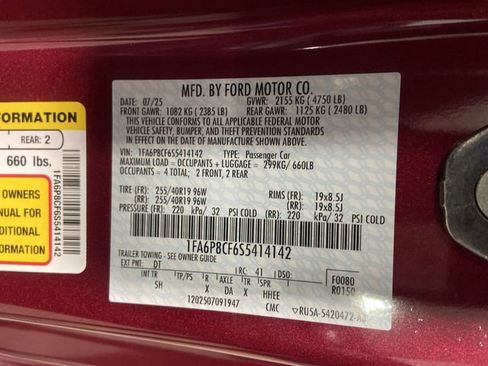 MFD. BY FORD MOTOR CO.
DATE: 07/25 GVWR: 2155 KG ( 4750 LB)
FRONT GAWR: 1082 KG ( 2385 LB) REAR GAWR: 1125 KG ( 2480 LB)
THIS VEHICLE CONFORMS TO ALL APPLICABLE FEDERAL MOTOR
VEHICLE SAFETY, BUMPER, AND THEFT PREVENTION STANDARDS
IN EFFECT ON THE DATE OF MANUFACTURE SHOWN ABOVE.
VIN: 1FA6P8CF6S5414142 TYPE: Passenger Car
MAXIMUM LOAD = OCCUPANTS + LUGGAGE = 299KG/ 660LB
OCCUPANTS = 4 TOTAL: 2 FRONT, 2 REAR
TIRE (FR): 255/40R19 96W RIMS (FR): 19x8.5J
(RR): 255/40R19 96W (RR): 19x8.5J
PRESSURE (FR): 220 kPa/ 32 PSI COLD (RR): 220 kPa/ 32 PSI COLD
1FA6P8CF6S5414142
TRAILER TOWING - SEE OWNER GUIDE
EXT PNT: DT RC: 41 DSO: F0080
INT TR TP/PS R AXLE TR SPR R0150
SH X DA X HHEE
1202507091947 CMC ▽RU5A-5420472-A
FORMATION
REAR: 2
660 lbs.
OWNERS
NUAL FOR
DITIONAL
ORMATION
1FA6P8CF6S5414142